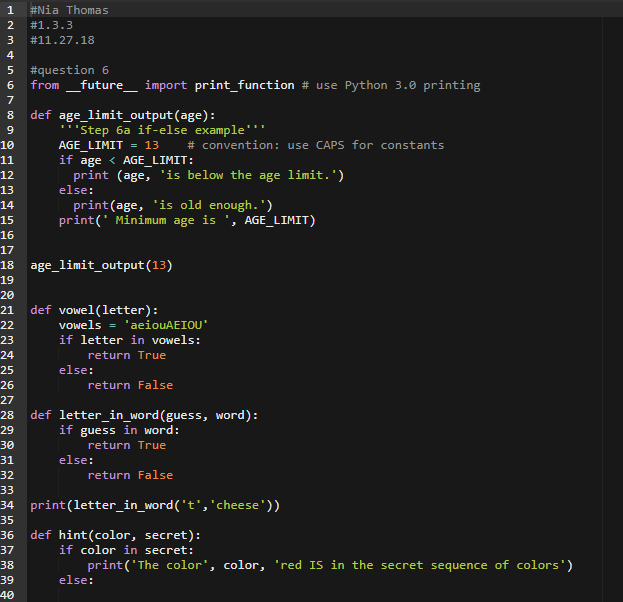 1 #Nia Thomas
2 #1.3.3
3 #11.27.18
4
5 #question 6
6 from __future__ import print_function # use Python 3.0 printing
7
8 def age_limit_output(age):
9     '''Step 6a if-else example'''
10     AGE_LIMIT = 13    # convention: use CAPS for constants
11     if age < AGE_LIMIT:
12       print (age, 'is below the age limit.')
13     else:
14       print(age, 'is old enough.')
15     print(' Minimum age is ', AGE_LIMIT)
16
17
18 age_limit_output(13)
19
20
21 def vowel(letter):
22     vowels = 'aeiouAEIOU'
23     if letter in vowels:
24         return True
25     else:
26         return False
27
28 def letter_in_word(guess, word):
29     if guess in word:
30         return True
31     else:
32         return False
33
34 print(letter_in_word('t','cheese'))
35
36 def hint(color, secret):
37     if color in secret:
38         print('The color', color, 'red IS in the secret sequence of colors')
39     else:
40